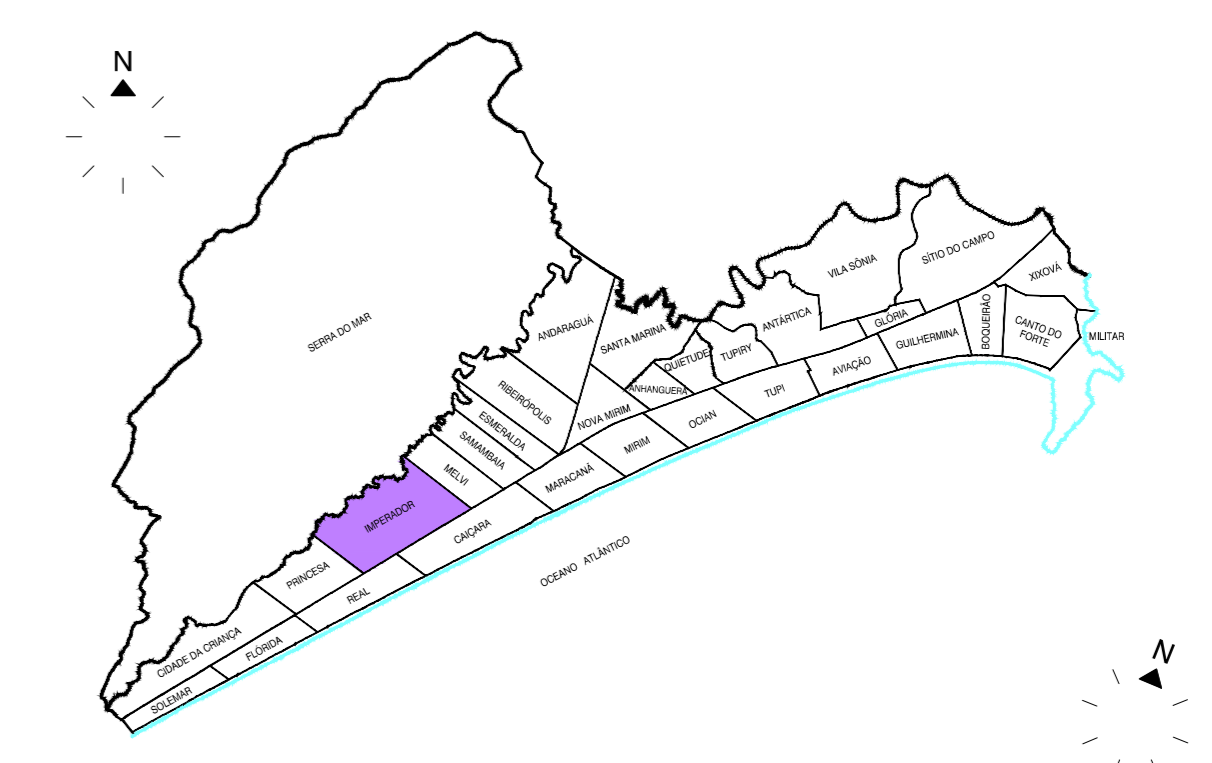 N
SERRA DO MAR
VILA SÔNIA
SÍTIO DO CAMPO
XIXOVÁ
ANDARAGUÁ
SANTA MARINA
ANTÁRTICA
GLÓRIA
BOQUEIRÃO
CANTO DO
FORTE
MILITAR
QUIETUDE
TUPIRY
AVIAÇÃO
GUILHERMINA
ANHANGUERA
TUPI
RIBEIRÓPOLIS
NOVA MIRIM
OCIAN
ESMERALDA
MIRIM
SAMAMBAIA
MARACANÃ
MELVI
IMPERADOR
CAIÇARA
OCEANO ATLÂNTICO
PRINCESA
REAL
CIDADE DA CRIANÇA
FLÓRIDA
SOLEMAR
N